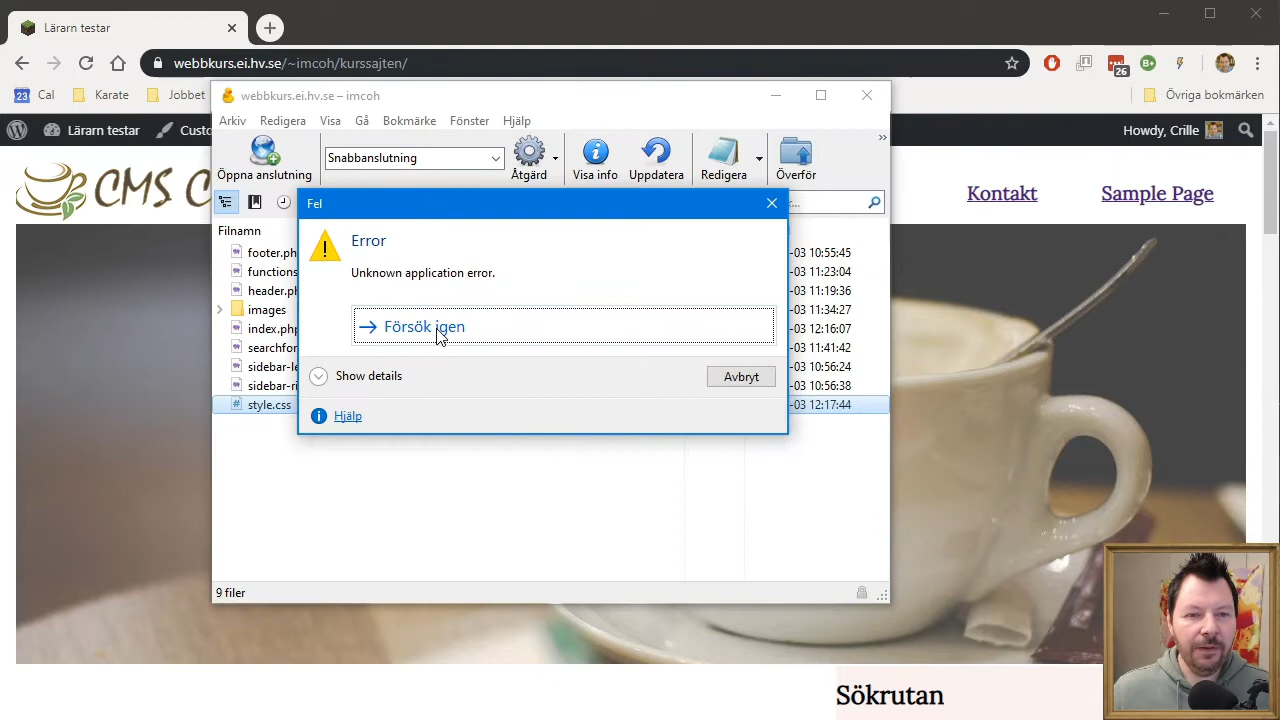 Lärarn testar
webbkurs.ei.hv.se/~imcoh/kurssajten/
26
23 Cal
Karate
Jobbet
Övriga bokmärken
webbkurs.ei.hv.se – imcoh
Arkiv Redigera Visa Gå Bokmärke Fönster Hjälp
Lärarn testar
Custo
Howdy, Crille
Snabbanslutning
»
Öppna anslutning
Åtgärd
Visa info
Uppdatera
Redigera
Överför
CMS C
Kontakt
Sample Page
Fel
k...
Filnamn
Error
footer.ph
-03 10:55:45
functions
Unknown application error.
-03 11:23:04
header.ph
-03 11:19:36
images
-03 11:34:27
index.php
Försök igen
-03 12:16:07
searchfor
-03 11:41:42
sidebar-le
-03 10:56:24
sidebar-ri
Show details
Avbryt
-03 10:56:38
style.css
-03 12:17:44
Hjälp
9 filer
Sökrutan